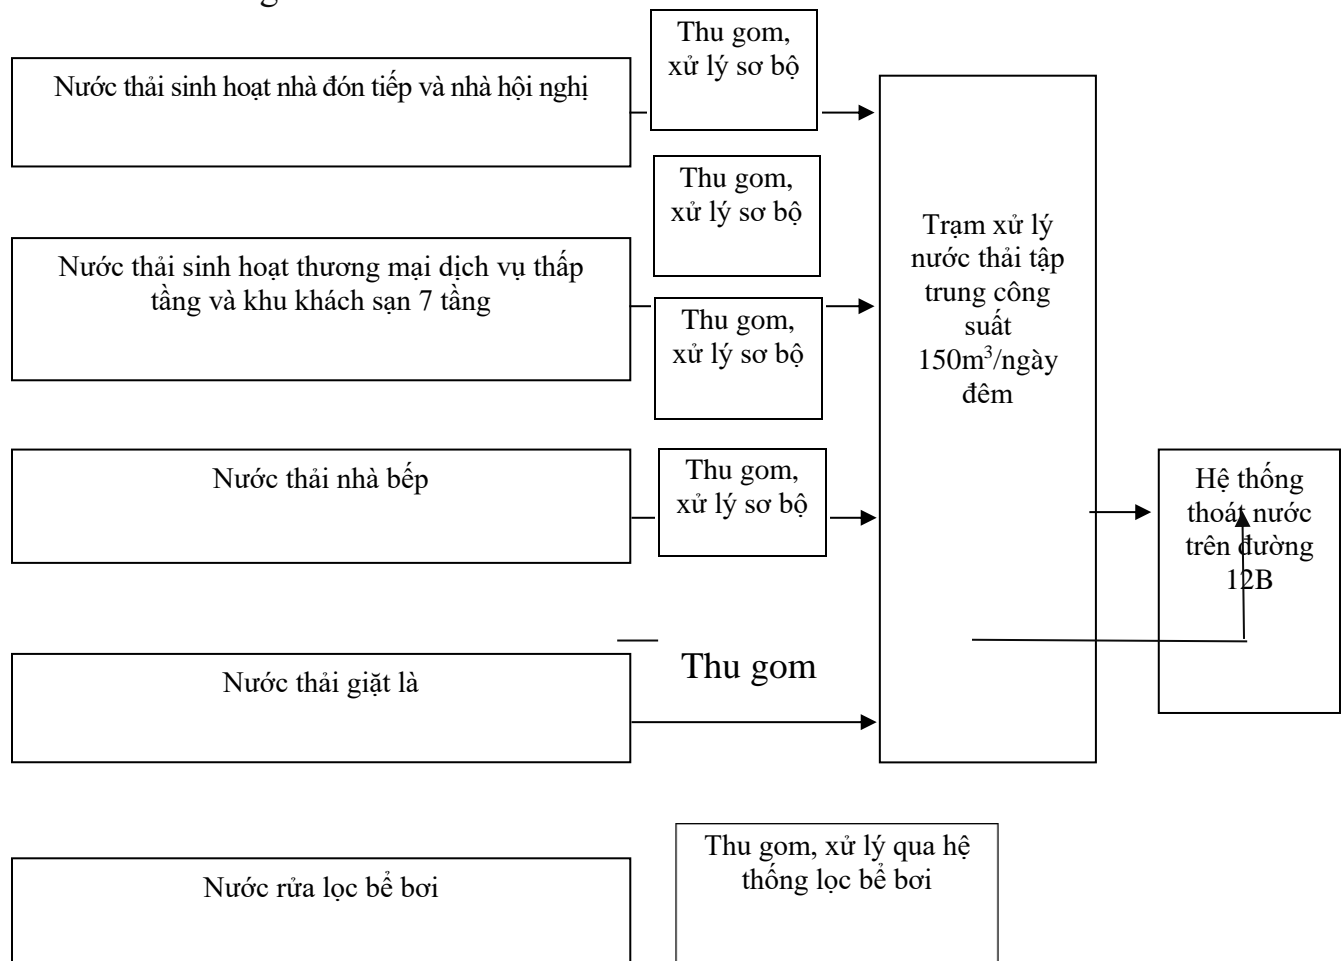 g
Thu gom,
xử lý sơ bộ
Nước thải sinh hoạt nhà đón tiếp và nhà hội nghị
Thu gom,
xử lý sơ bộ
Nước thải sinh hoạt thương mại dịch vụ thấp
tầng và khu khách sạn 7 tầng
Thu gom,
xử lý sơ bộ
Trạm xử lý
nước thải tập
trung công
suất
150m³/ngày
đêm
Nước thải nhà bếp
Thu gom,
xử lý sơ bộ
Hệ thống
thoát nước
trên đường
12B
Nước thải giặt là
Thu gom
Nước rửa lọc bể bơi
Thu gom, xử lý qua hệ
thống lọc bể bơi